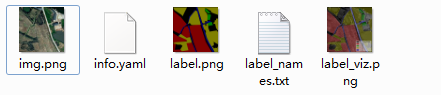 img.png
info.yaml
label.png
label_nam
es.txt
label_viz.p
ng